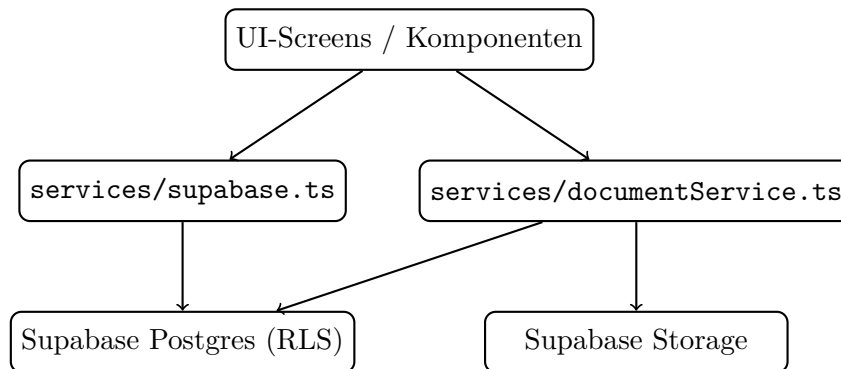 UI-Screens / Komponenten
services/supabase.ts
services/documentService.ts
Supabase Postgres (RLS)
Supabase Storage